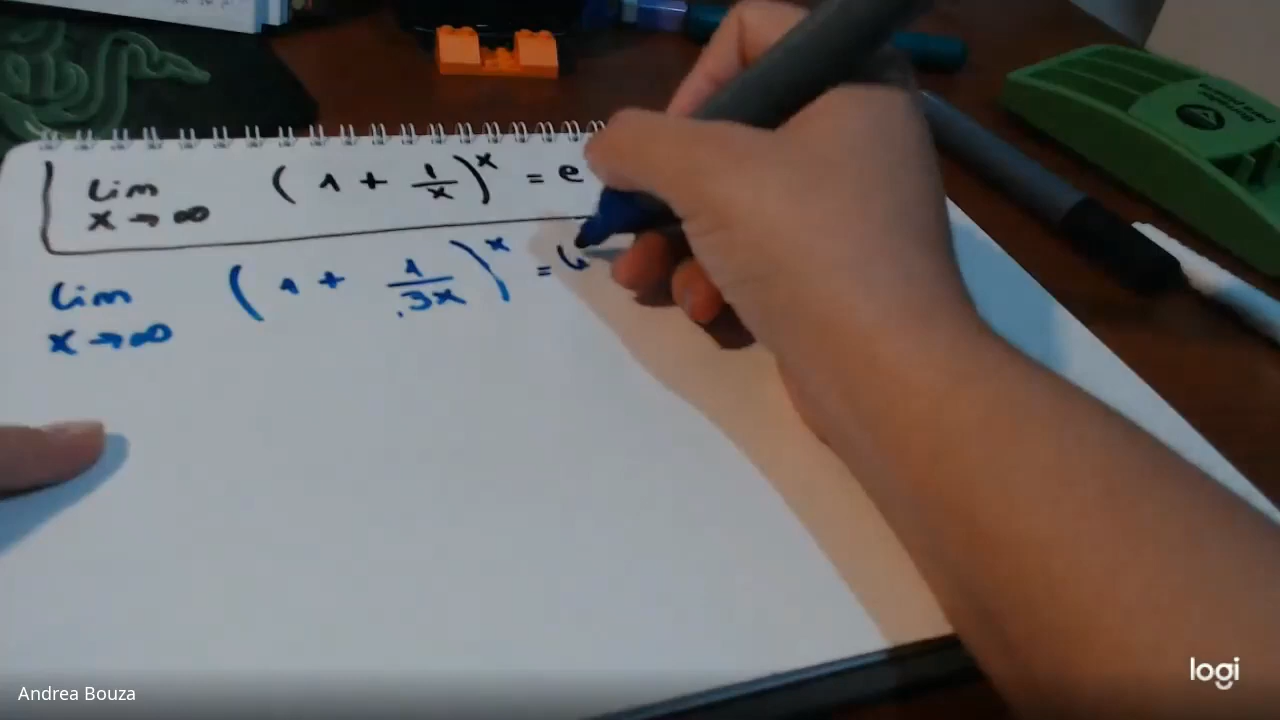 lim ( 1 + 1/x )^x = e
x → ∞
lim ( 1 + 1/3x )^x =
x → ∞
logi
Andrea Bouza